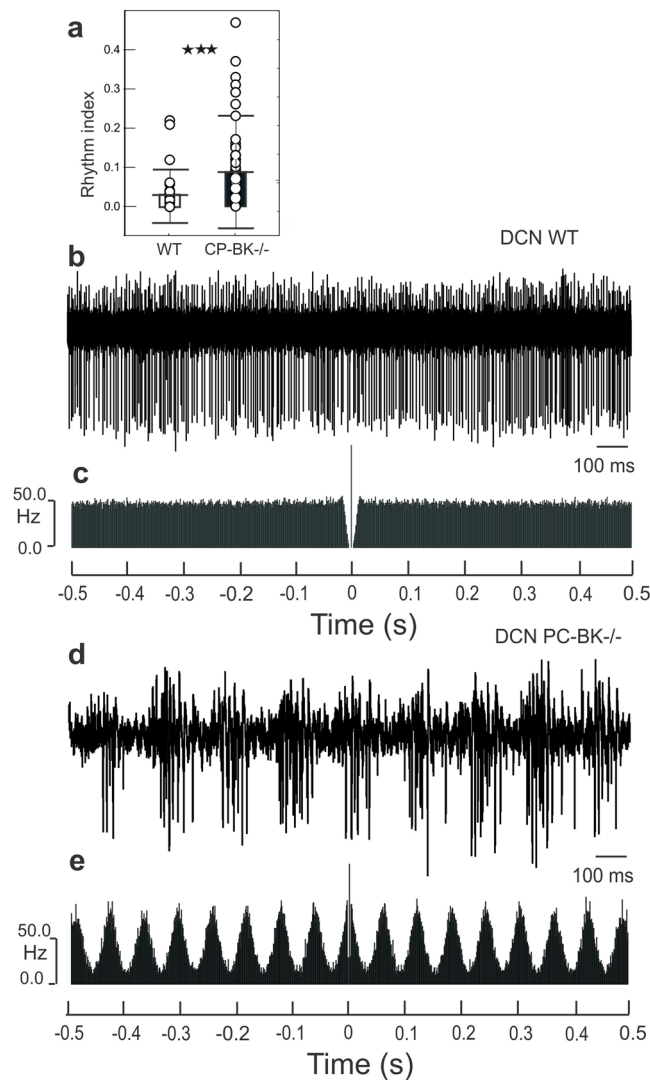 a
Rhythm index
0.4
0.3
0.2
0.1
0.0
★★★
WT CP-BK-/-
b
DCN WT
100 ms
c
50.0
Hz
0.0
-0.5 -0.4 -0.3 -0.2 -0.1 0 0.1 0.2 0.3 0.4 0.5
Time (s)
DCN PC-BK-/-
d
100 ms
e
50.0
Hz
0.0
-0.5 -0.4 -0.3 -0.2 -0.1 0 0.1 0.2 0.3 0.4 0.5
Time (s)